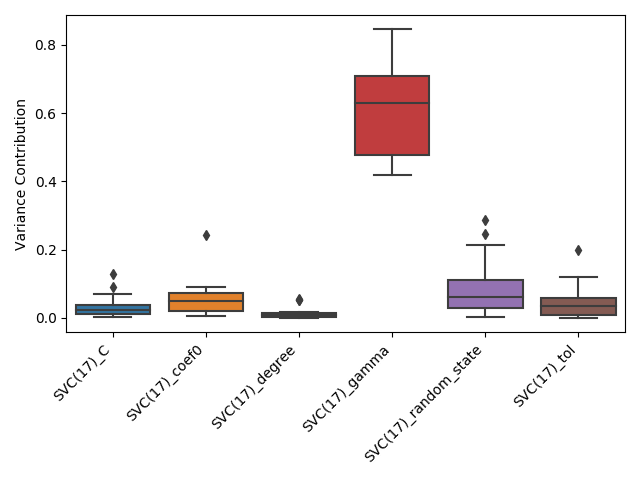 Variance Contribution
0.8
0.6
0.4
0.2
0.0
SVC(17)_C
SVC(17)_coef0
SVC(17)_degree
SVC(17)_gamma
SVC(17)_random_state
SVC(17)_tol